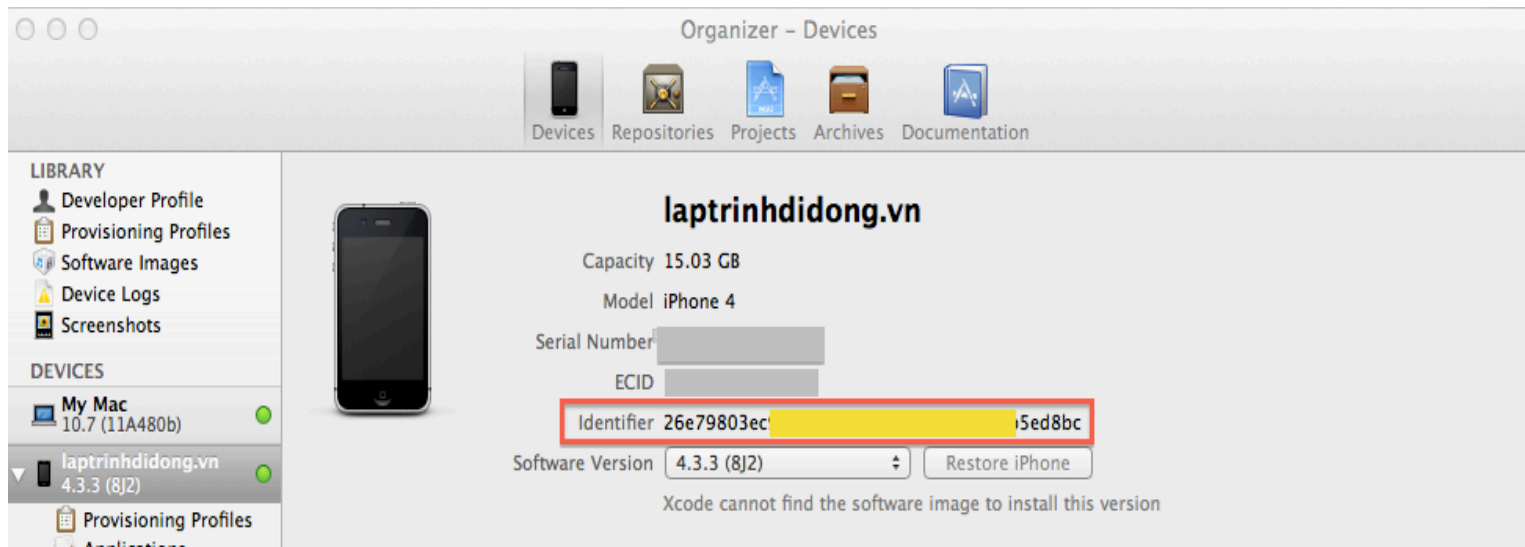 Organizer – Devices
Devices Repositories Projects Archives Documentation
LIBRARY
Developer Profile
Provisioning Profiles
Software Images
Device Logs
Screenshots
DEVICES
My Mac
10.7 (11A480b)
laptrinhdidong.vn
4.3.3 (8J2)
Provisioning Profiles
Applications
laptrinhdidong.vn
Capacity 15.03 GB
Model iPhone 4
Serial Number
ECID
Identifier 26e79803ec 5ed8bc
Software Version 4.3.3 (8J2) Restore iPhone
Xcode cannot find the software image to install this version